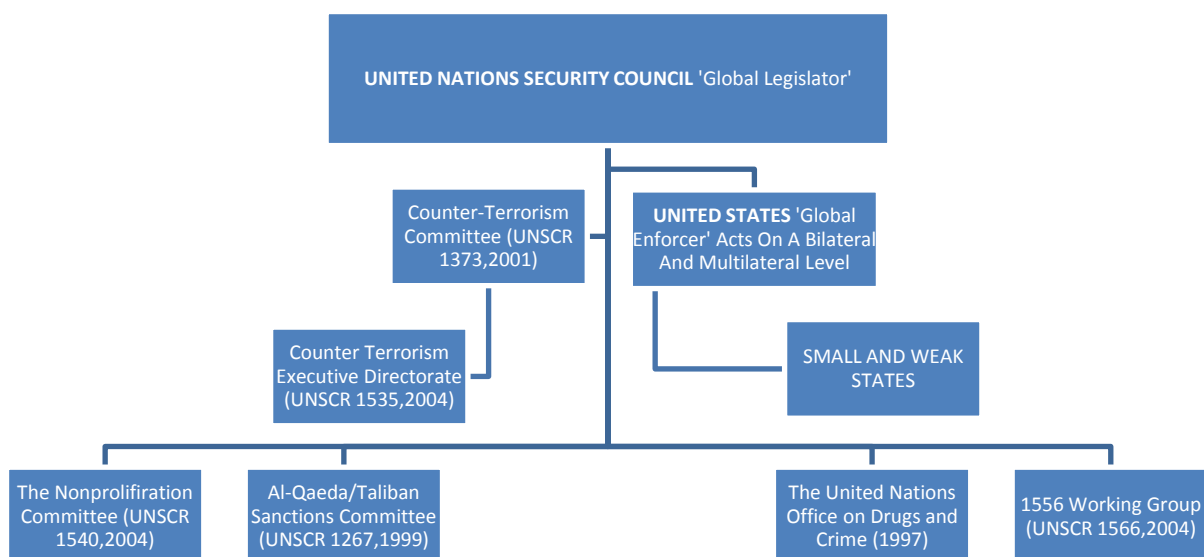 UNITED NATIONS SECURITY COUNCIL 'Global Legislator'
Counter-Terrorism
Committee (UNSCR
1373,2001)
UNITED STATES 'Global
Enforcer' Acts On A Bilateral
And Multilateral Level
Counter Terrorism
Executive Directorate
(UNSCR 1535,2004)
SMALL AND WEAK
STATES
The Nonprolifiration
Committee (UNSCR
1540,2004)
Al-Qaeda/Taliban
Sanctions Committee
(UNSCR 1267,1999)
The United Nations
Office on Drugs and
Crime (1997)
1556 Working Group
(UNSCR 1566,2004)